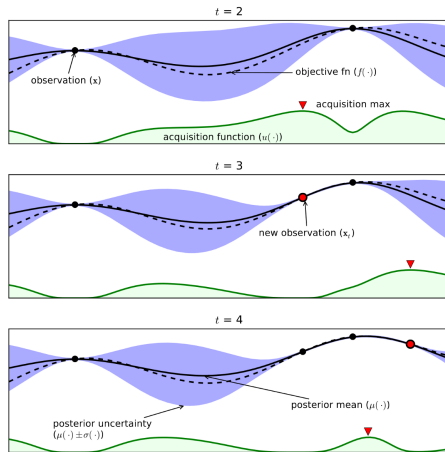 t = 2
observation (x)
objective fn (f(·))
acquisition max
acquisition function (u(·))
t = 3
new observation (xₜ)
t = 4
posterior mean (μ(·))
posterior uncertainty
(μ(·) ± σ(·))